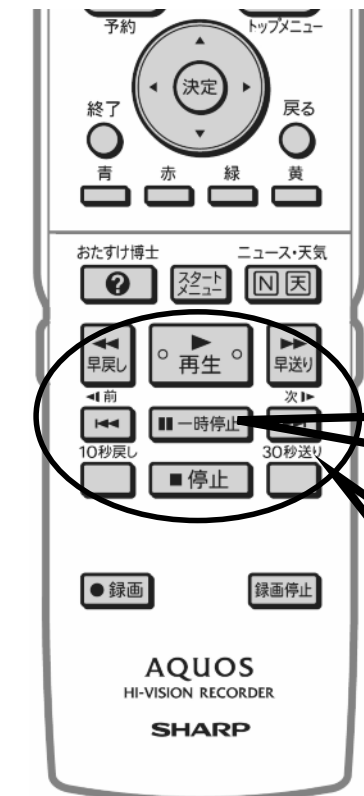 予約 トップメニュー
決定
終了 戻る
青 赤 緑 黄
おたすけ博士 ニュース・天気
? スタートメニュー N 天
早戻し 再生 早送り
前 次
一時停止
10秒戻し 30秒送り
停止
録画 録画停止
AQUOS
HI-VISION RECORDER
SHARP